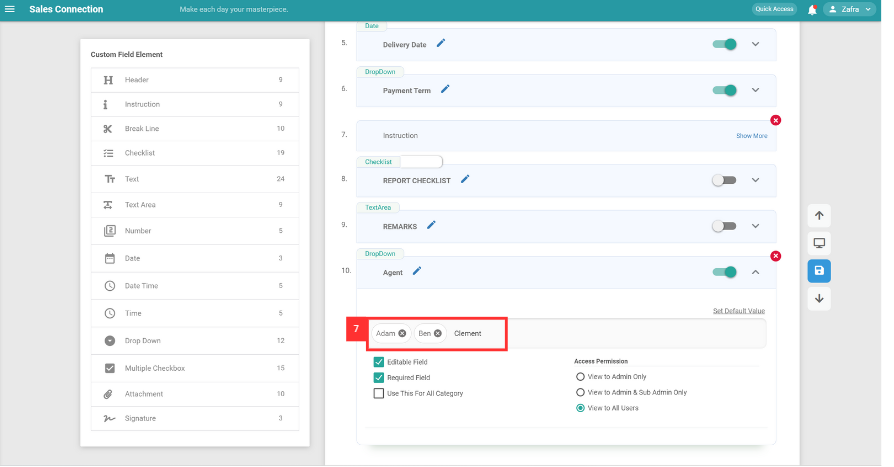 Sales Connection
Make each day your masterpiece.
Quick Access
Zafra
Custom Field Element
Header 9
Instruction 9
Break Line 10
Checklist 19
Text 24
Text Area 9
Number 5
Date 3
Date Time 5
Time 5
Drop Down 12
Multiple Checkbox 15
Attachment 10
Signature 3
Date
5. Delivery Date
DropDown
6. Payment Term
7. Instruction Show More
Checklist
8. REPORT CHECKLIST
TextArea
9. REMARKS
DropDown
10. Agent
Set Default Value
7 Adam Ben Clement
Editable Field
Required Field
Use This For All Category
Access Permission
View to Admin Only
View to Admin & Sub Admin Only
View to All Users